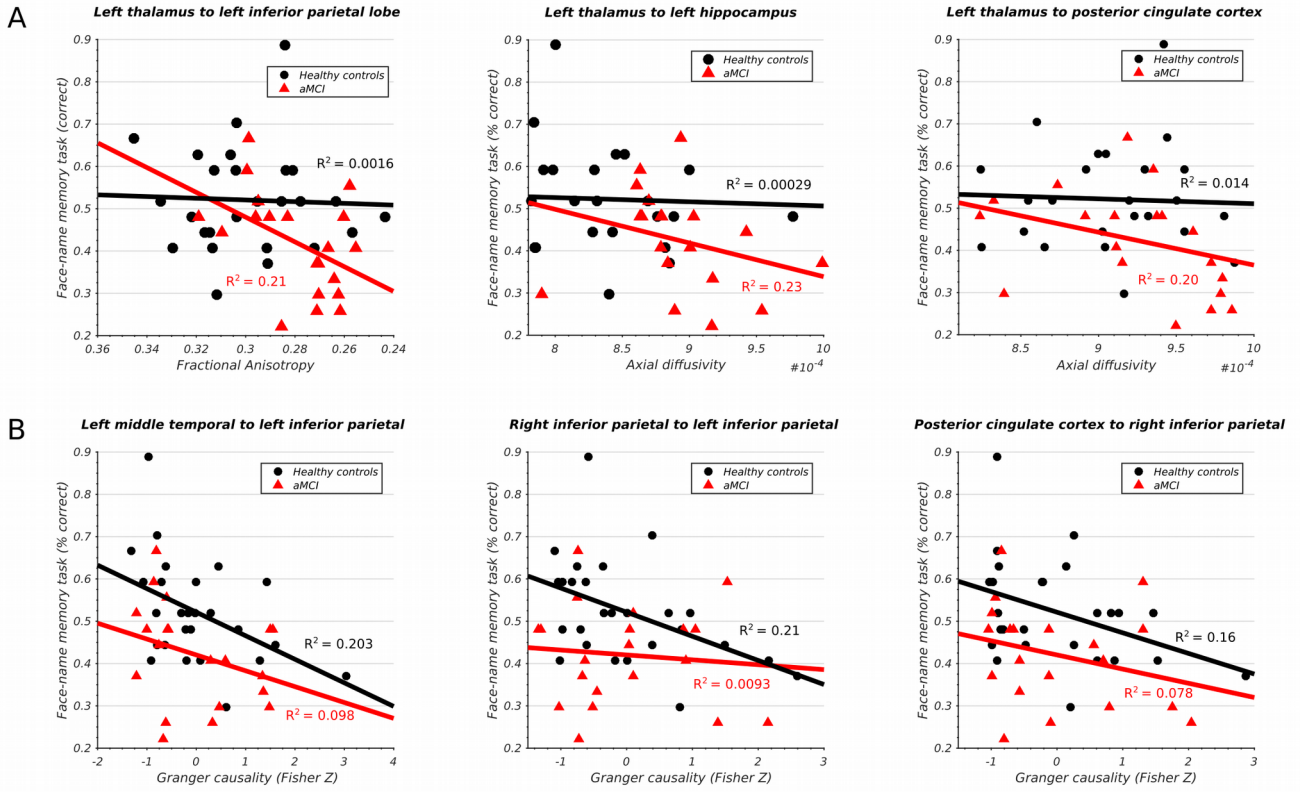 A
Left thalamus to left inferior parietal lobe
Face-name memory task (correct)
0.9
0.8
0.7
0.6
0.5
0.4
0.3
0.2
Healthy controls
aMCI
R² = 0.0016
R² = 0.21
0.36 0.34 0.32 0.3 0.28 0.26 0.24
Fractional Anisotropy
Left thalamus to left hippocampus
Face-name memory task (% correct)
0.9
0.8
0.7
0.6
0.5
0.4
0.3
0.2
Healthy controls
aMCI
R² = 0.00029
R² = 0.23
8 8.5 9 9.5 10
Axial diffusivity
#10⁻⁴
Left thalamus to posterior cingulate cortex
Face-name memory task (% correct)
0.9
0.8
0.7
0.6
0.5
0.4
0.3
0.2
Healthy controls
aMCI
R² = 0.014
R² = 0.20
8.5 9 9.5 10
Axial diffusivity
#10⁻⁴
B
Left middle temporal to left inferior parietal
Face-name memory task (% correct)
0.9
0.8
0.7
0.6
0.5
0.4
0.3
0.2
Healthy controls
aMCI
R² = 0.203
R² = 0.098
-2 -1 0 1 2 3 4
Granger causality (Fisher Z)
Right inferior parietal to left inferior parietal
Face-name memory task (% correct)
0.9
0.8
0.7
0.6
0.5
0.4
0.3
0.2
Healthy controls
aMCI
R² = 0.21
R² = 0.0093
-1 0 1 2 3
Granger causality (Fisher Z)
Posterior cingulate cortex to right inferior parietal
Face-name memory task (% correct)
0.9
0.8
0.7
0.6
0.5
0.4
0.3
0.2
Healthy controls
aMCI
R² = 0.16
R² = 0.078
-1 0 1 2 3
Granger causality (Fisher Z)